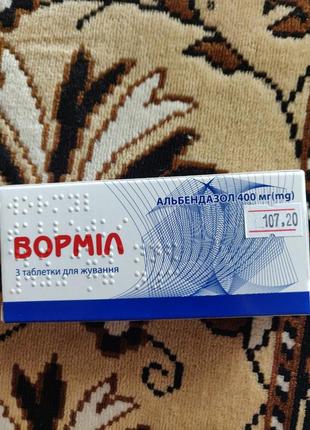 АЛЬБЕНДАЗОЛ 400 мг(mg)
107.20
ВОРМІЛ
3 таблетки для жування